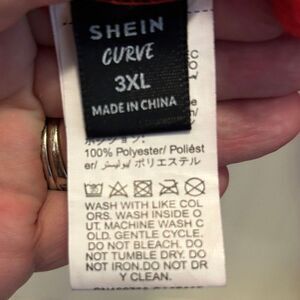 SHEIN
CURVE
3XL
MADE IN CHINA
100% Polyester/ Poliést
er/ بوليستر/ ポリエステル
WASH WITH LIKE COL
ORS. WASH INSIDE O
UT. MACHINE WASH C
OLD. GENTLE CYCLE.
DO NOT BLEACH. DO
NOT TUMBLE DRY. DO
NOT IRON.DO NOT DR
Y CLEAN.